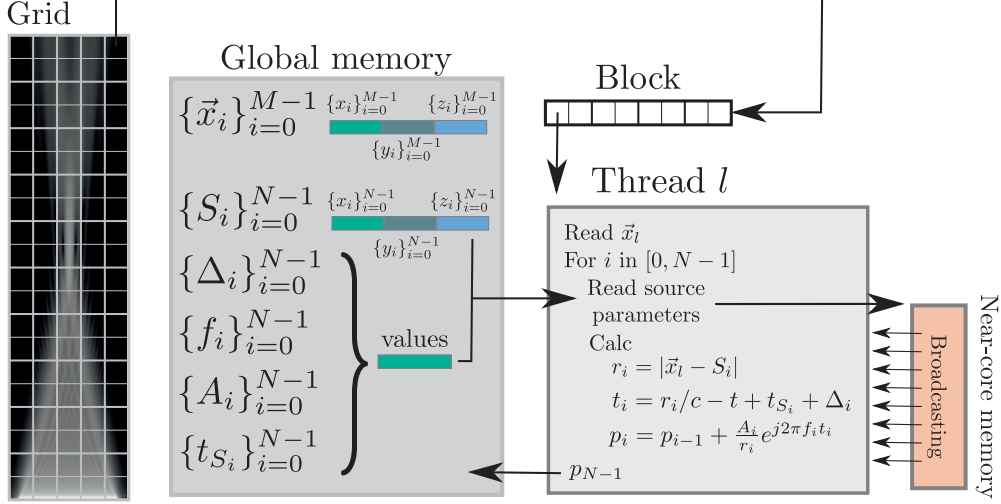 Grid
Global memory
{x⃗_i}_{i=0}^{M-1}
{x_i}_{i=0}^{M-1} {z_i}_{i=0}^{M-1}
{y_i}_{i=0}^{M-1}
{S_i}_{i=0}^{N-1}
{x_i}_{i=0}^{N-1} {z_i}_{i=0}^{N-1}
{y_i}_{i=0}^{N-1}
{Δ_i}_{i=0}^{N-1}
{f_i}_{i=0}^{N-1}
values
{A_i}_{i=0}^{N-1}
{t_{S_i}}_{i=0}^{N-1}
Block
Thread l
Read x⃗_l
For i in [0, N − 1]
Read source
parameters
Calc
r_i = |x⃗_l − S_i|
t_i = r_i/c − t + t_{S_i} + Δ_i
p_i = p_{i−1} + \frac{A_i}{r_i} e^{j2πf_it_i}
p_{N−1}
Broadcasting
Near-core memory